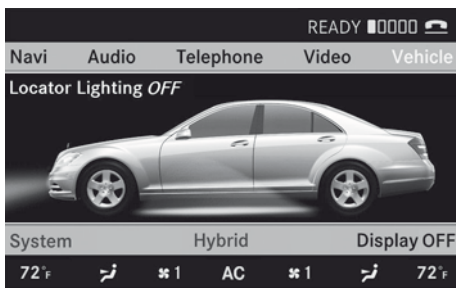 READY
Navi Audio Telephone Video Vehicle
Locator Lighting OFF
System Hybrid Display OFF
72°F 1 AC 1 72°F